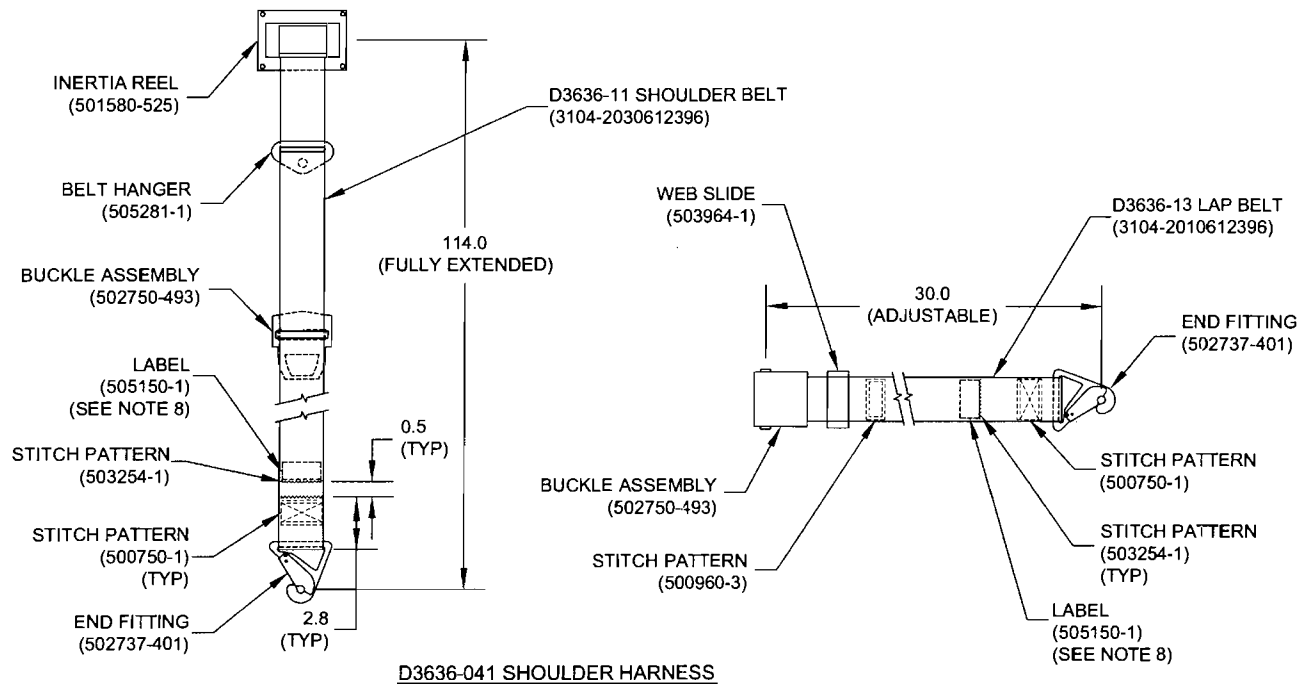 INERTIA REEL
(501580-525)
BELT HANGER
(505281-1)
BUCKLE ASSEMBLY
(502750-493)
LABEL
(505150-1)
(SEE NOTE 8)
STITCH PATTERN
(503254-1)
STITCH PATTERN
(500750-1)
(TYP)
END FITTING
(502737-401)
D3636-11 SHOULDER BELT
(3104-2030612396)
114.0
(FULLY EXTENDED)
0.5
(TYP)
2.8
(TYP)
WEB SLIDE
(503964-1)
D3636-13 LAP BELT
(3104-2010612396)
30.0
(ADJUSTABLE)
END FITTING
(502737-401)
BUCKLE ASSEMBLY
(502750-493)
STITCH PATTERN
(500960-3)
STITCH PATTERN
(500750-1)
STITCH PATTERN
(503254-1)
(TYP)
LABEL
(505150-1)
(SEE NOTE 8)
D3636-041 SHOULDER HARNESS